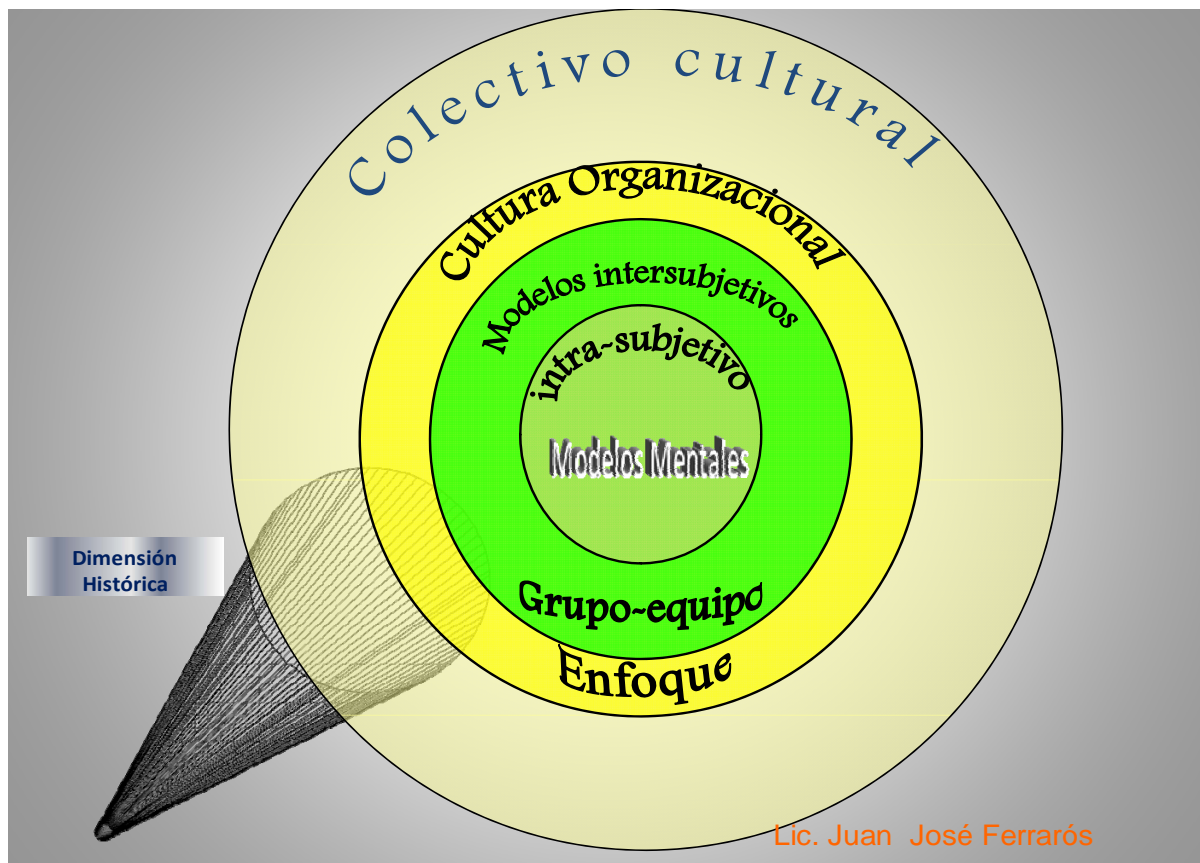 Colectivo cultural
Cultura Organizacional
Modelos intersubjetivos
intra-subjetivo
Modelos Mentales
Dimensión
Histórica
Grupo-equipo
Enfoque
Lic. Juan José Ferrarós